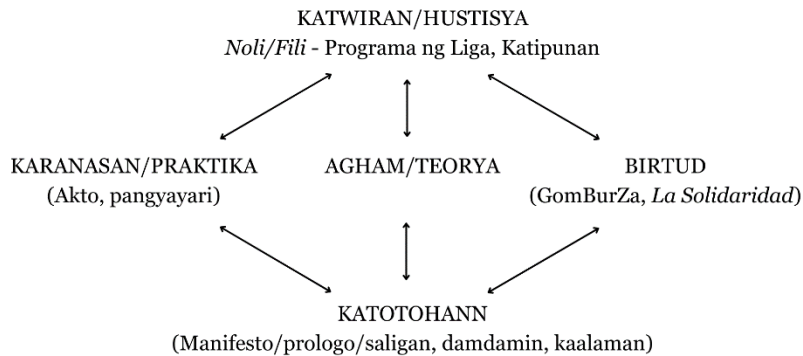 KATWIRAN/HUSTISYA
Noli/Fili - Programa ng Liga, Katipunan
KARANASAN/PRAKTIKA
(Akto, pangyayari)
AGHAM/TEORYA
BIRTUD
(GomBurZa, La Solidaridad)
KATOTOHANN
(Manifesto/prologo/saligan, damdamin, kaalaman)